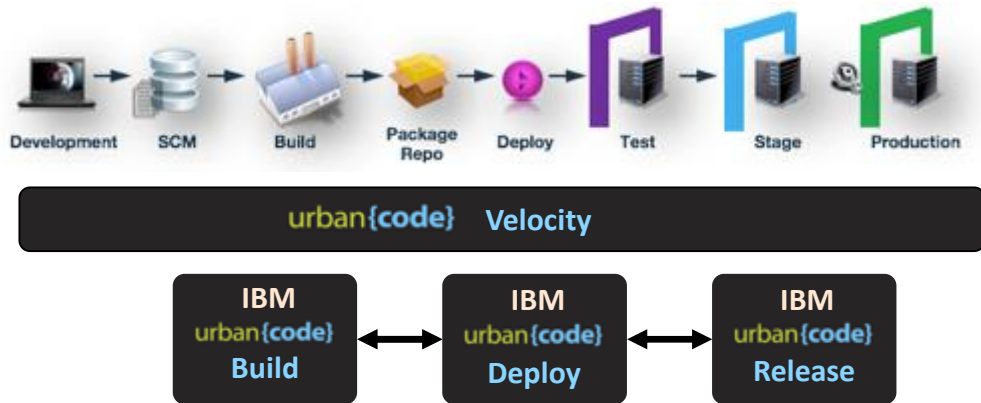 Development
SCM
Build
Package
Repo
Deploy
Test
Stage
Production
urban{code} Velocity
IBM
urban{code}
Build
IBM
urban{code}
Deploy
IBM
urban{code}
Release